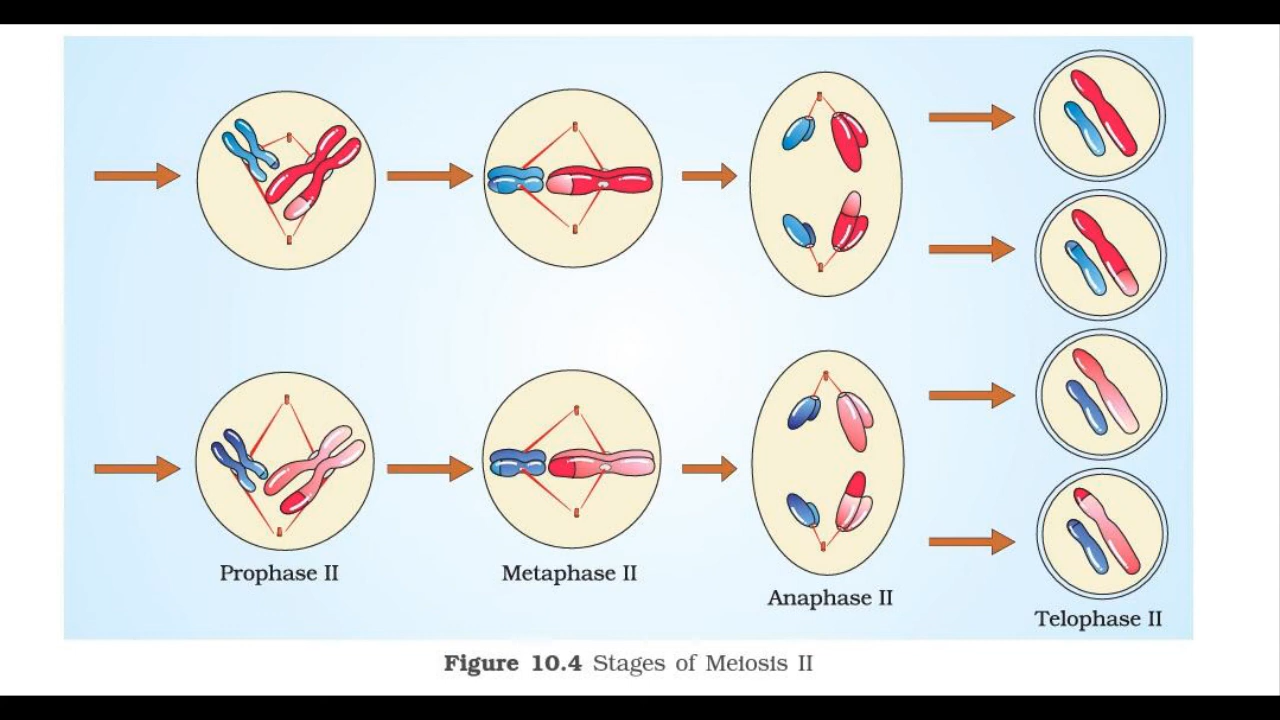 Prophase II
Metaphase II
Anaphase II
Telophase II
Figure 10.4 Stages of Meiosis II